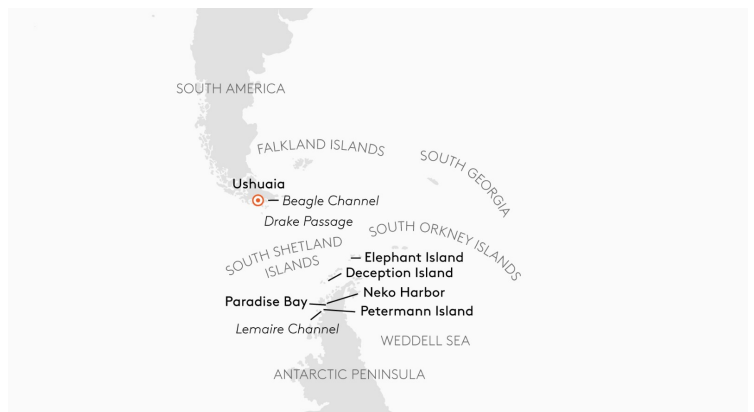 SOUTH AMERICA
FALKLAND ISLANDS
SOUTH GEORGIA
Ushuaia
Beagle Channel
Drake Passage
SOUTH ORKNEY ISLANDS
SOUTH SHETLAND
ISLANDS
Elephant Island
Deception Island
Neko Harbor
Paradise Bay
Petermann Island
Lemaire Channel
WEDDELL SEA
ANTARCTIC PENINSULA